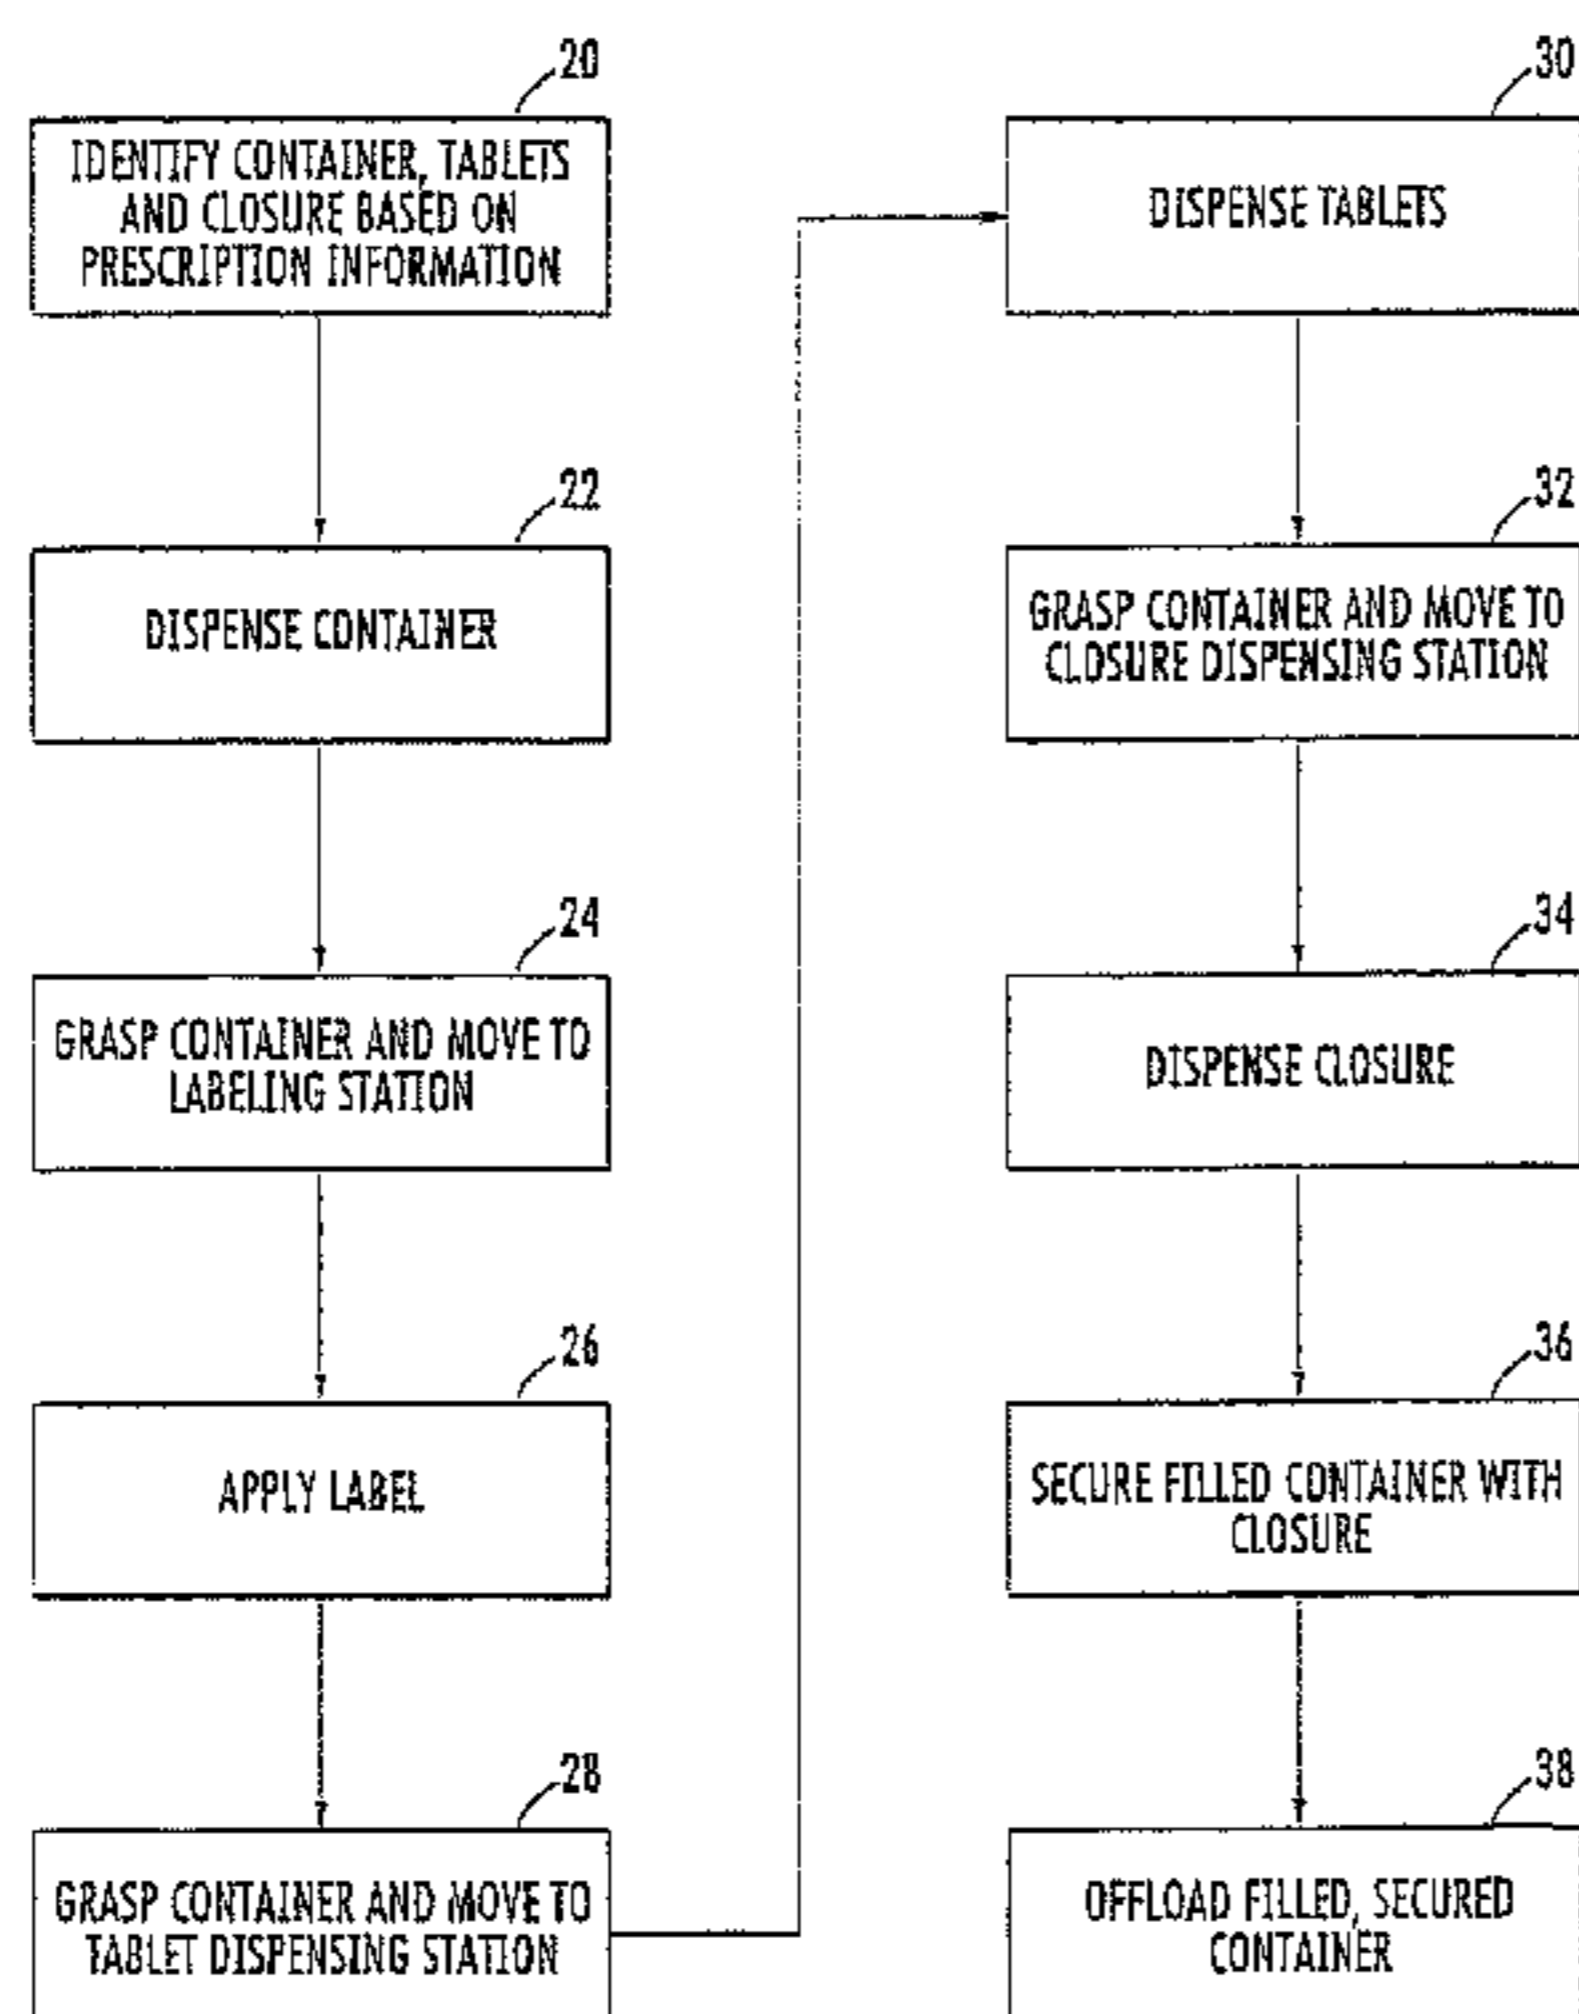 20
IDENTIFY CONTAINER, TABLETS
AND CLOSURE BASED ON
PRESCRIPTION INFORMATION
22
DISPENSE CONTAINER
24
GRASP CONTAINER AND MOVE TO
LABELING STATION
26
APPLY LABEL
28
GRASP CONTAINER AND MOVE TO
TABLET DISPENSING STATION
30
DISPENSE TABLETS
32
GRASP CONTAINER AND MOVE TO
CLOSURE DISPENSING STATION
34
DISPENSE CLOSURE
36
SECURE FILLED CONTAINER WITH
CLOSURE
38
OFFLOAD FILLED, SECURED
CONTAINER